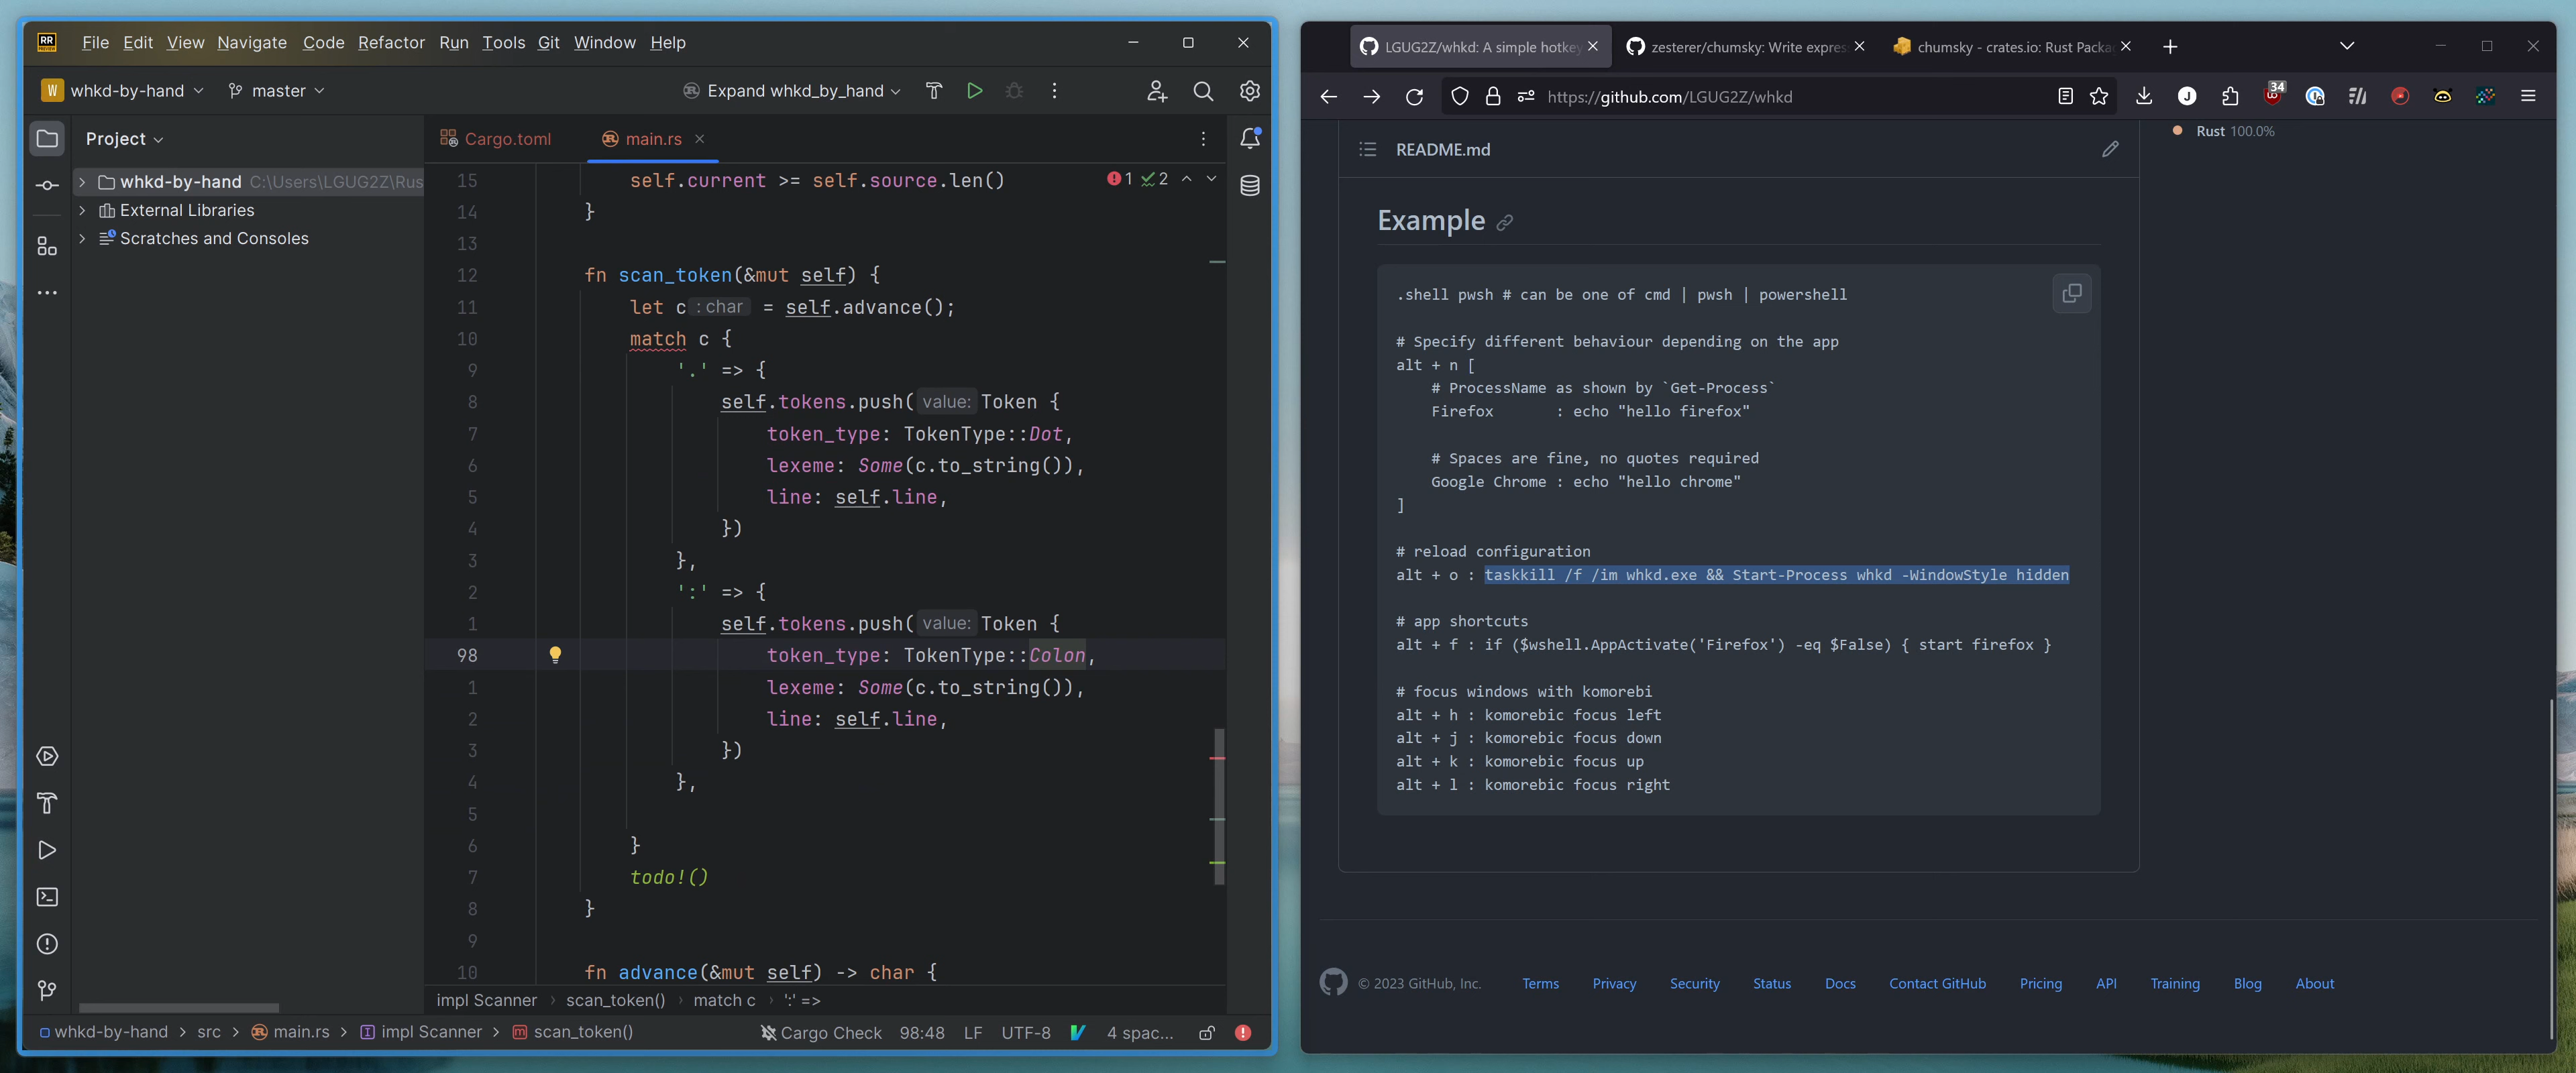 RR
PREVIEW
File Edit View Navigate Code Refactor Run Tools Git Window Help
W whkd-by-hand master Expand whkd_by_hand
Project
whkd-by-hand C:\Users\LGUG2Z\Rus
External Libraries
Scratches and Consoles
Cargo.toml main.rs
1 2
15 self.current >= self.source.len()
14 }
13
12 fn scan_token(&mut self) {
11 let c : char = self.advance();
10 match c {
9 '.' => {
8 self.tokens.push( value: Token {
7 token_type: TokenType::Dot,
6 lexeme: Some(c.to_string()),
5 line: self.line,
4 })
3 },
2 ':' => {
1 self.tokens.push( value: Token {
98 token_type: TokenType::Colon,
1 lexeme: Some(c.to_string()),
2 line: self.line,
3 })
4 },
5
6 }
7 todo!()
8 }
9
10 fn advance(&mut self) -> char {
impl Scanner > scan_token() > match c > ':' =>
whkd-by-hand > src > main.rs > impl Scanner > scan_token()
Cargo Check 98:48 LF UTF-8 4 spac...
LGUG2Z/whkd: A simple hotkey
zesterer/chumsky: Write expres
chumsky - crates.io: Rust Packa
https://github.com/LGUG2Z/whkd
J
34
README.md
Rust 100.0%
Example
.shell pwsh # can be one of cmd | pwsh | powershell
# Specify different behaviour depending on the app
alt + n [
# ProcessName as shown by `Get-Process`
Firefox : echo "hello firefox"
# Spaces are fine, no quotes required
Google Chrome : echo "hello chrome"
]
# reload configuration
alt + o : taskkill /f /im whkd.exe && Start-Process whkd -WindowStyle hidden
# app shortcuts
alt + f : if ($wshell.AppActivate('Firefox') -eq $False) { start firefox }
# focus windows with komorebi
alt + h : komorebic focus left
alt + j : komorebic focus down
alt + k : komorebic focus up
alt + l : komorebic focus right
© 2023 GitHub, Inc. Terms Privacy Security Status Docs Contact GitHub Pricing API Training Blog About